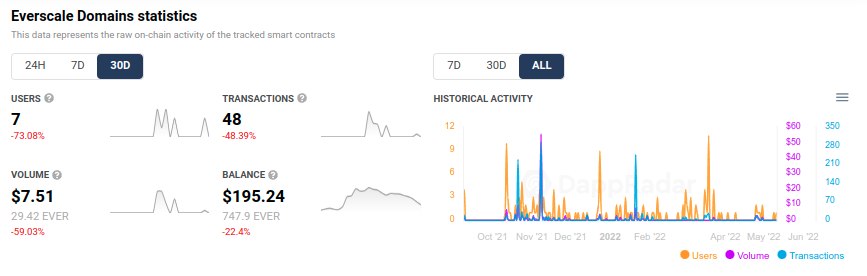 Everscale Domains statistics
This data represents the raw on-chain activity of the tracked smart contracts
24H 7D 30D
7D 30D ALL
USERS ?
7
-73.08%
TRANSACTIONS ?
48
-48.39%
VOLUME ?
$7.51
29.42 EVER
-59.03%
BALANCE ?
$195.24
747.9 EVER
-22.4%
HISTORICAL ACTIVITY
12
9
6
3
0
$60
$50
$40
$30
$20
$10
$0
350
280
210
140
70
0
DappRadar
Oct '21 Nov '21 Dec '21 2022 Feb '22 Apr '22 May '22 Jun '22
Users Volume Transactions